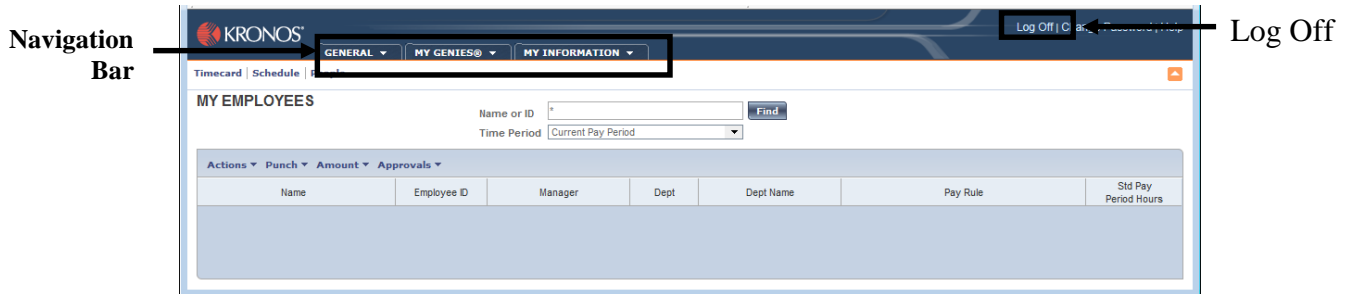 Navigation
Bar
KRONOS®
GENERAL
MY GENIES®
MY INFORMATION
Log Off |
| Help
Log Off
Timecard | Schedule |
MY EMPLOYEES
Name or ID *
Find
Time Period Current Pay Period
Actions Punch Amount Approvals
Name Employee ID Manager Dept Dept Name Pay Rule Std Pay
Period Hours